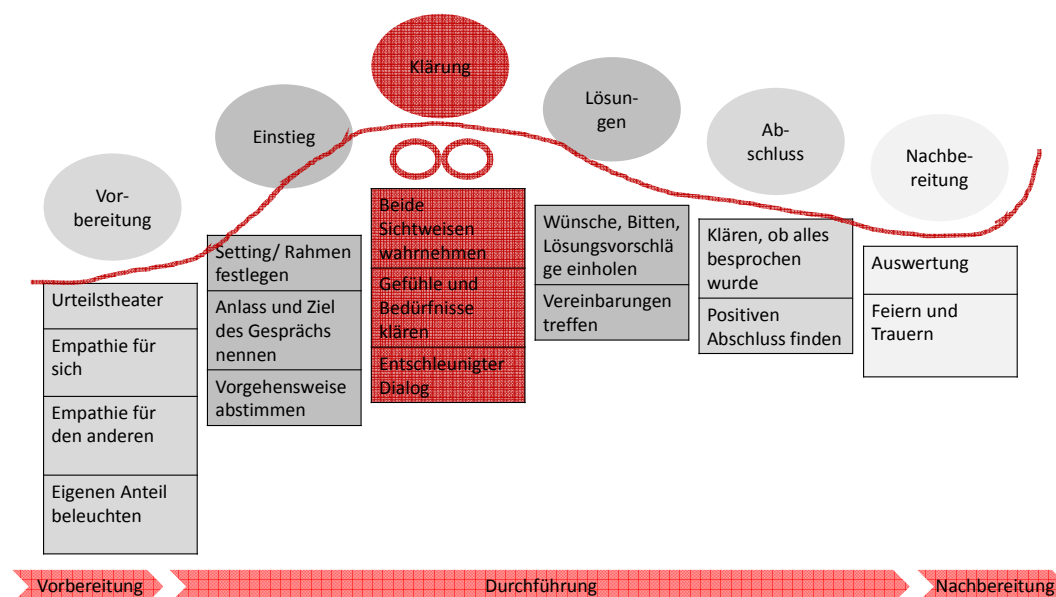 Vor-
bereitung
Urteilstheater
Empathie für
sich
Empathie für
den anderen
Eigenen Anteil
beleuchten
Einstieg
Setting/ Rahmen
festlegen
Anlass und Ziel
des Gesprächs
nennen
Vorgehensweise
abstimmen
Klärung
Beide
Sichtweisen
wahrnehmen
Gefühle und
Bedürfnisse
klären
Entschleunigter
Dialog
Lösun-
gen
Wünsche, Bitten,
Lösungsvorschlä
ge einholen
Vereinbarungen
treffen
Ab-
schluss
Klären, ob alles
besprochen
wurde
Positiven
Abschluss finden
Nachbe-
reitung
Auswertung
Feiern und
Trauern
Vorbereitung
Durchführung
Nachbereitung